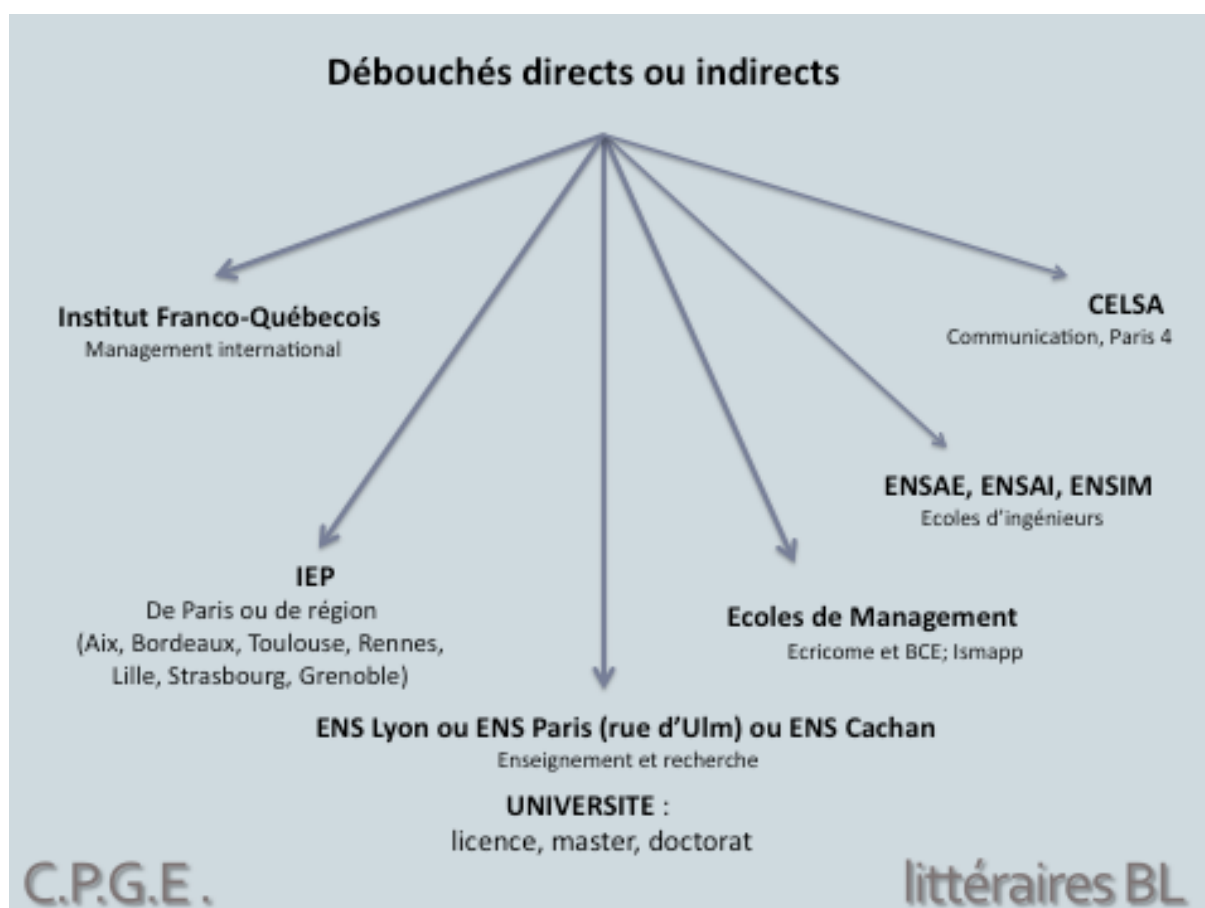 Débouchés directs ou indirects
Institut Franco-Québecois
Management international
CELSA
Communication, Paris 4
ENSAE, ENSAI, ENSIM
Ecoles d'ingénieurs
IEP
De Paris ou de région
(Aix, Bordeaux, Toulouse, Rennes,
Lille, Strasbourg, Grenoble)
Ecoles de Management
Ecricome et BCE; Ismapp
ENS Lyon ou ENS Paris (rue d'Ulm) ou ENS Cachan
Enseignement et recherche
UNIVERSITE :
licence, master, doctorat
C.P.G.E .
littéraires BL